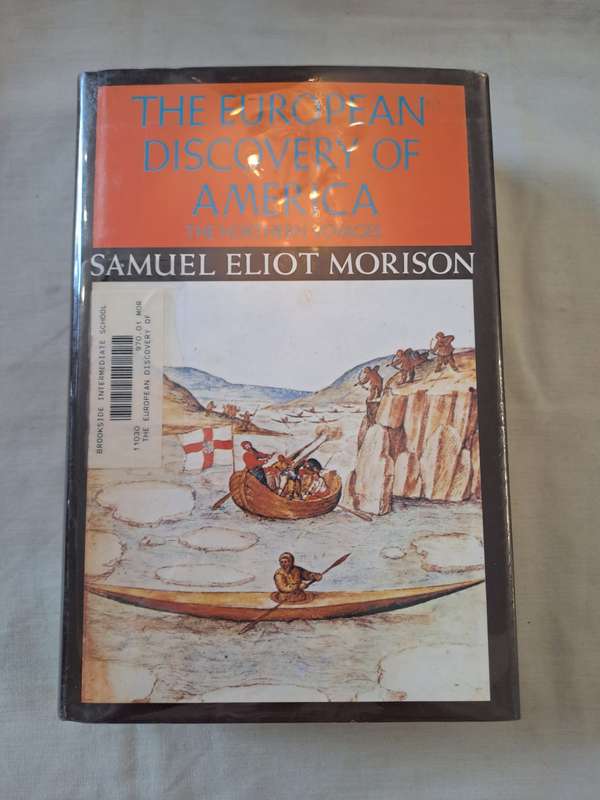 THE EUROPEAN
DISCOVERY OF
AMERICA
THE NORTHERN VOYAGES
SAMUEL ELIOT MORISON
BROOKSIDE INTERMEDIATE SCHOOL
11030 970.01 MOR
THE EUROPEAN DISCOVERY OF